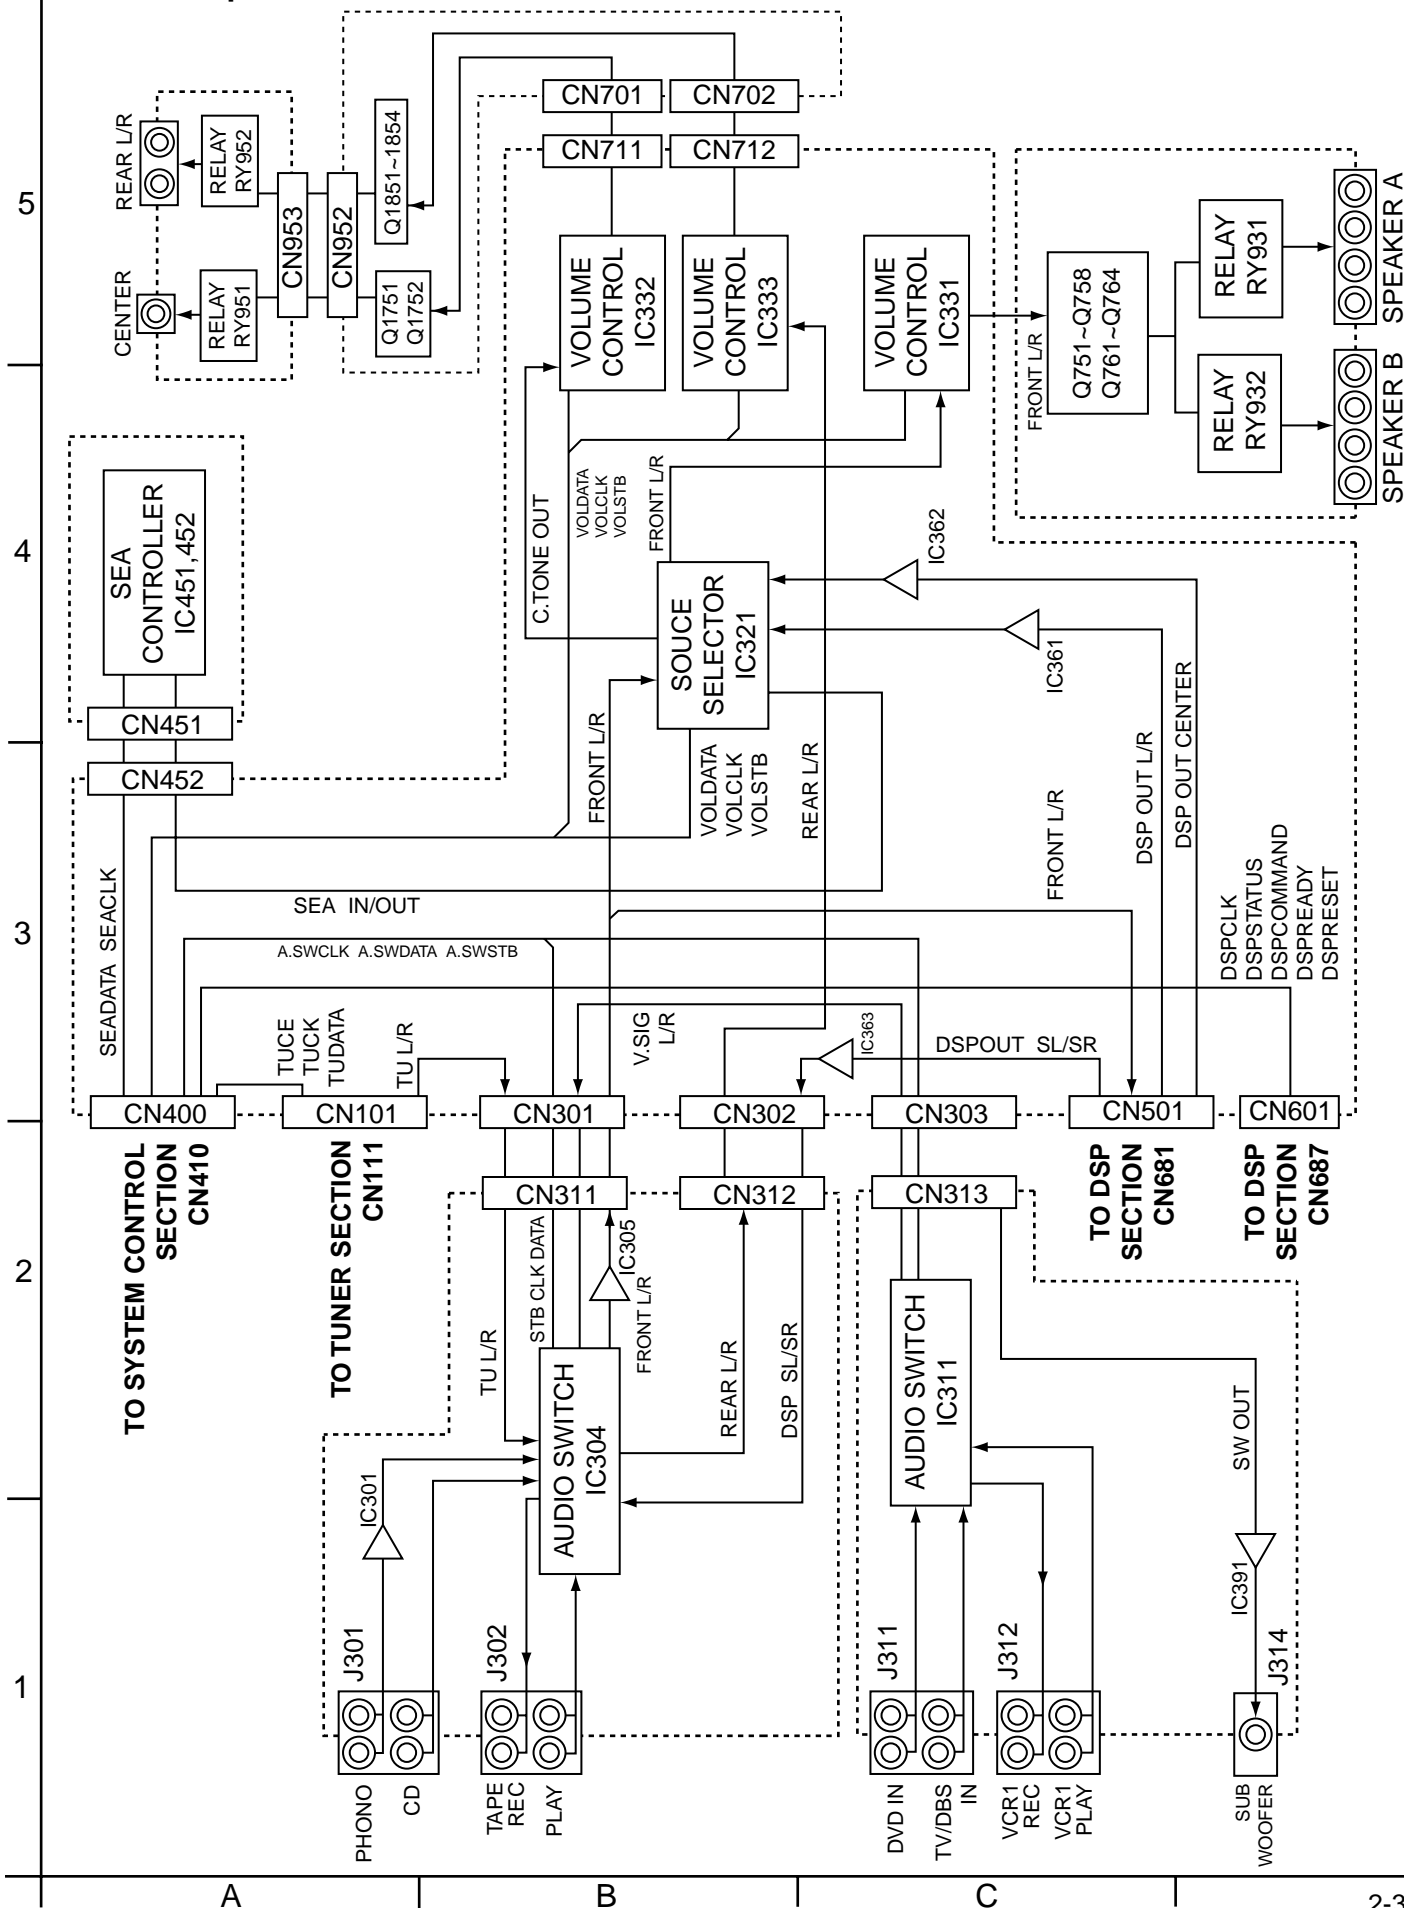 REAR L/R
RELAY
RY952
CN953
CN952
Q1851~1854
CN701
CN702
CN711
CN712
5
CENTER
RELAY
RY951
Q1751
Q1752
VOLUME
CONTROL
IC332
VOLUME
CONTROL
IC333
VOLUME
CONTROL
IC331
FRONT L/R
Q751~Q758
Q761~Q764
RELAY
RY931
SPEAKER A
RELAY
RY932
SPEAKER B
4
SEA
CONTROLLER
IC451,452
CN451
CN452
C.TONE OUT
VOLDATA
VOLCLK
VOLSTB
FRONT L/R
SOUCE
SELECTOR
IC321
IC362
IC361
FRONT L/R
VOLDATA
VOLCLK
VOLSTB
REAR L/R
FRONT L/R
DSP OUT L/R
DSP OUT CENTER
3
SEADATA SEACLK
SEA IN/OUT
A.SWCLK A.SWDATA A.SWSTB
DSPCLK
DSPSTATUS
DSPCOMMAND
DSPREADY
DSPRESET
TUCE
TUCK
TUDATA
TU L/R
V.SIG
L/R
IC363
DSPOUT SL/SR
CN400
CN101
CN301
CN302
CN303
CN501
CN601
TO SYSTEM CONTROL
SECTION
CN410
TO TUNER SECTION
CN111
CN311
CN312
CN313
TO DSP
SECTION
CN681
TO DSP
SECTION
CN687
2
TU L/R
STB CLK DATA
IC305
FRONT L/R
REAR L/R
DSP SL/SR
AUDIO SWITCH
IC304
AUDIO SWITCH
IC311
SW OUT
IC301
IC391
1
J301
J302
J311
J312
J314
PHONO
CD
TAPE
REC
PLAY
DVD IN
TV/DBS
IN
VCR1
REC
VCR1
PLAY
SUB
WOOFER
A
B
C
2-3